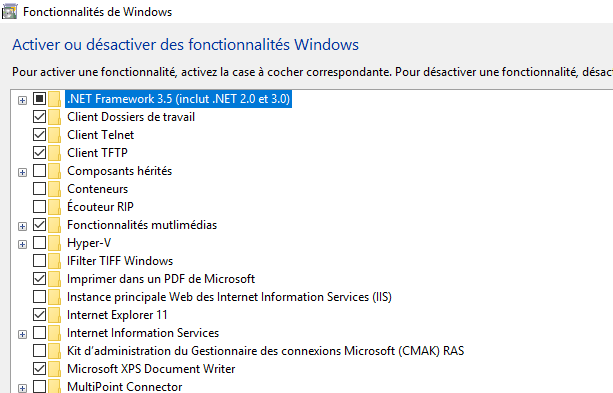 Fonctionnalités de Windows
Activer ou désactiver des fonctionnalités Windows
Pour activer une fonctionnalité, activez la case à cocher correspondante. Pour désactiver une fonctionnalité, désac
.NET Framework 3.5 (inclut .NET 2.0 et 3.0)
Client Dossiers de travail
Client Telnet
Client TFTP
Composants hérités
Conteneurs
Écouteur RIP
Fonctionnalités mutlimédias
Hyper-V
IFilter TIFF Windows
Imprimer dans un PDF de Microsoft
Instance principale Web des Internet Information Services (IIS)
Internet Explorer 11
Internet Information Services
Kit d'administration du Gestionnaire des connexions Microsoft (CMAK) RAS
Microsoft XPS Document Writer
MultiPoint Connector